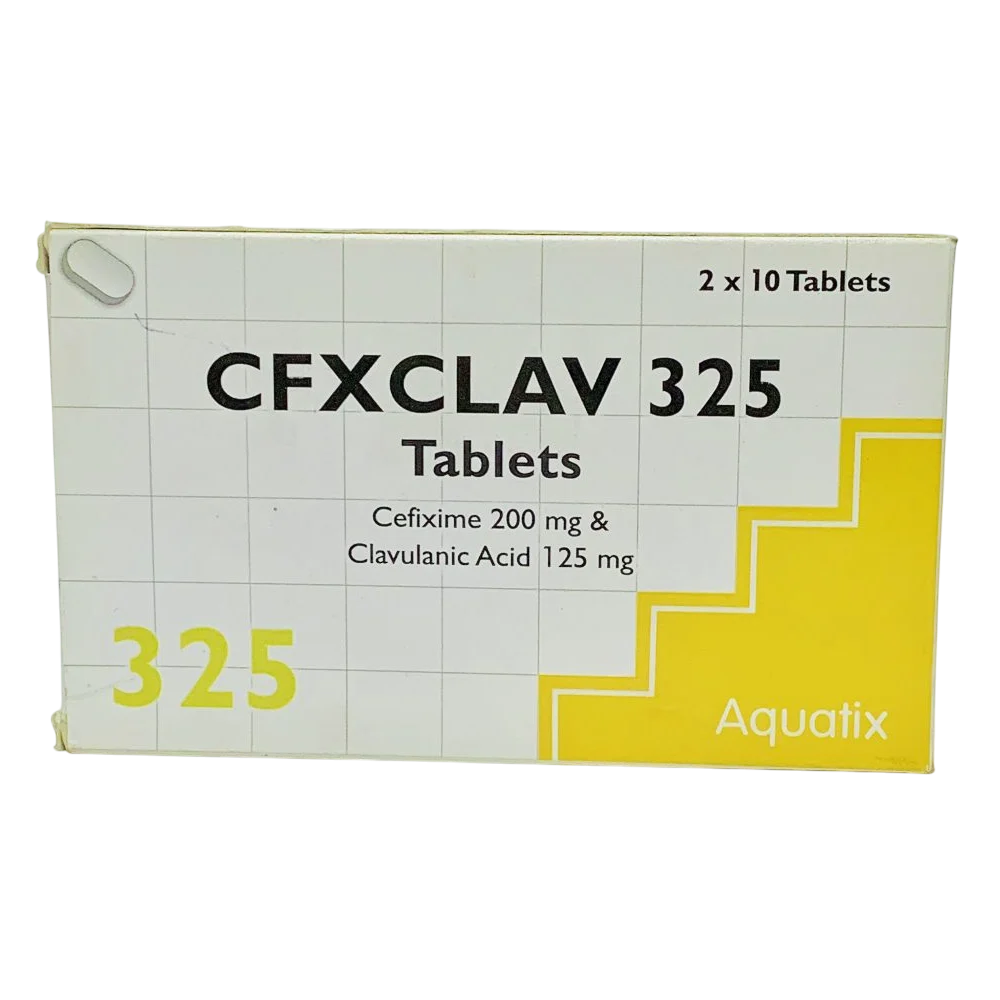 2 x 10 Tablets
CFXCLAV 325
Tablets
Cefixime 200 mg &
Clavulanic Acid 125 mg
325
Aquatix